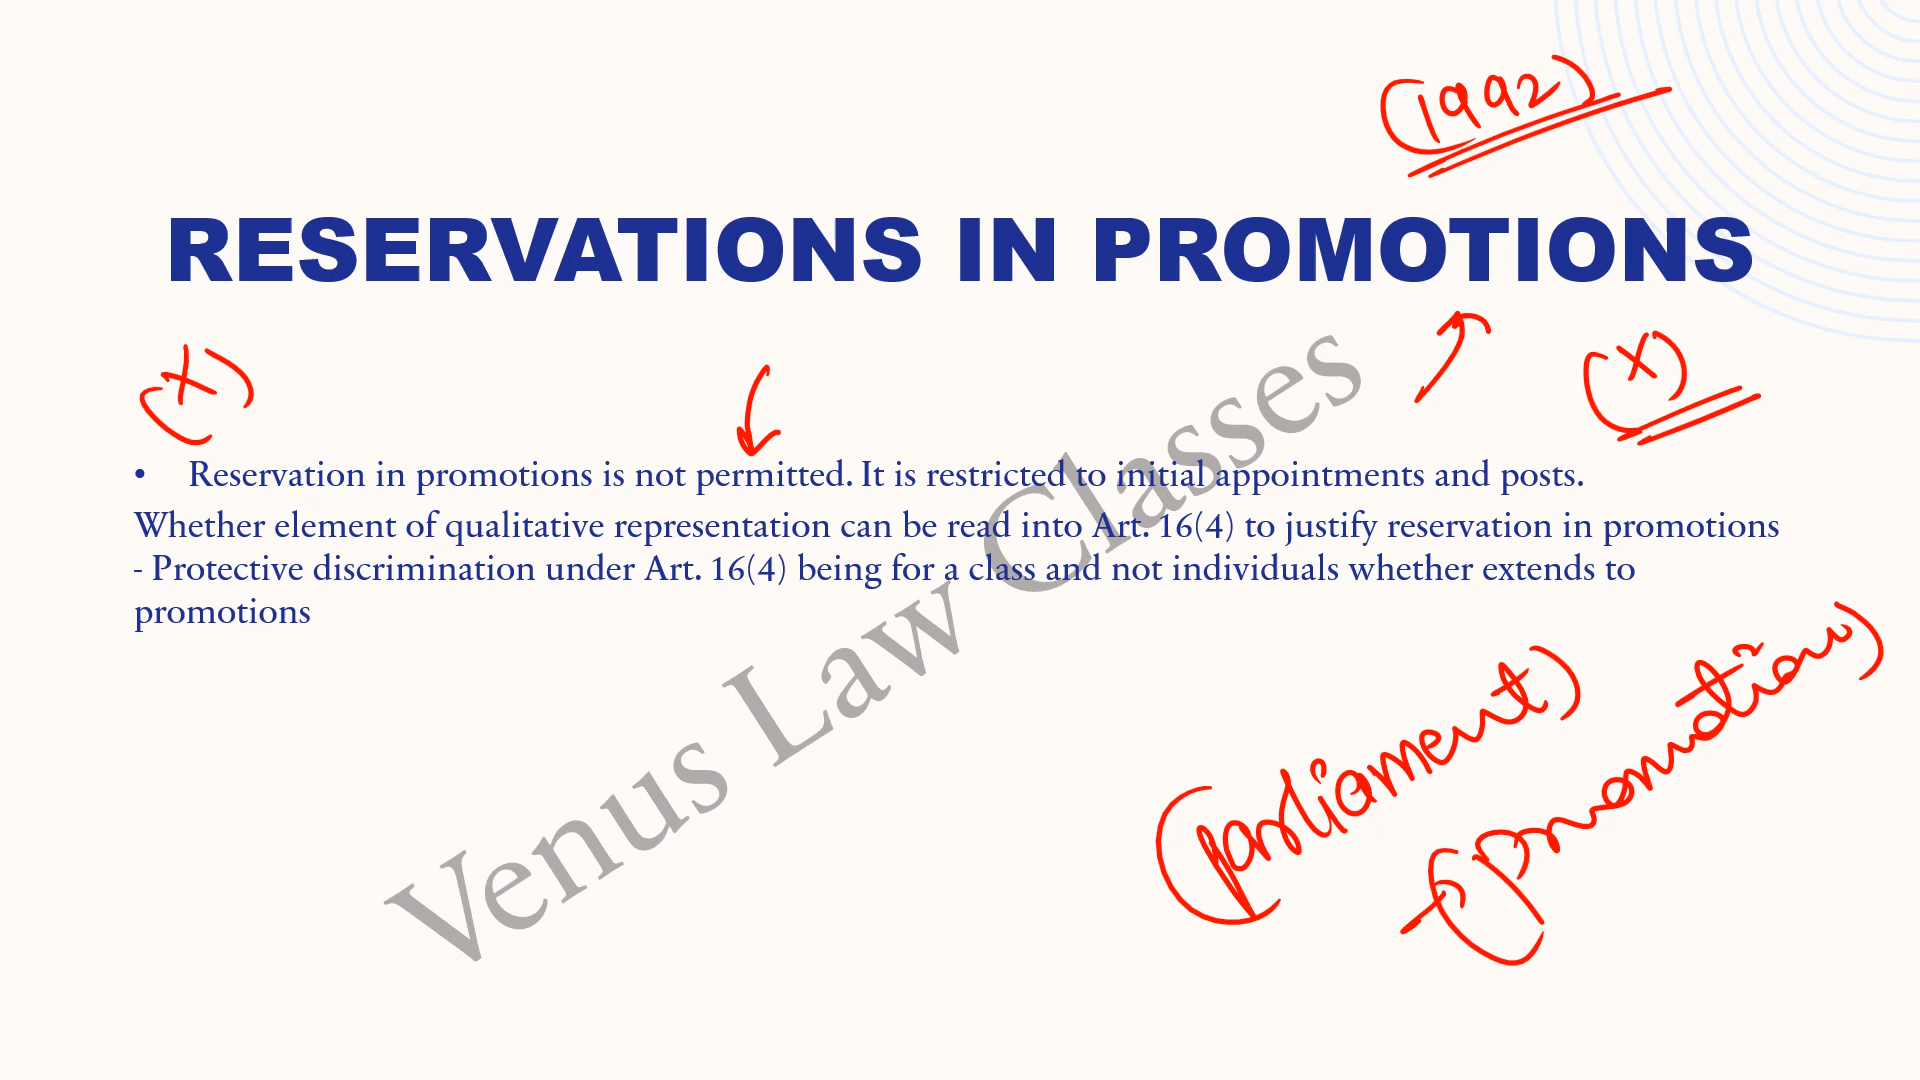 (1992)
RESERVATIONS IN PROMOTIONS
(X) (X)
• Reservation in promotions is not permitted. It is restricted to initial appointments and posts.
Whether element of qualitative representation can be read into Art. 16(4) to justify reservation in promotions
- Protective discrimination under Art. 16(4) being for a class and not individuals whether extends to
promotions
Venus Law Classes
(parliament)
(promotions)